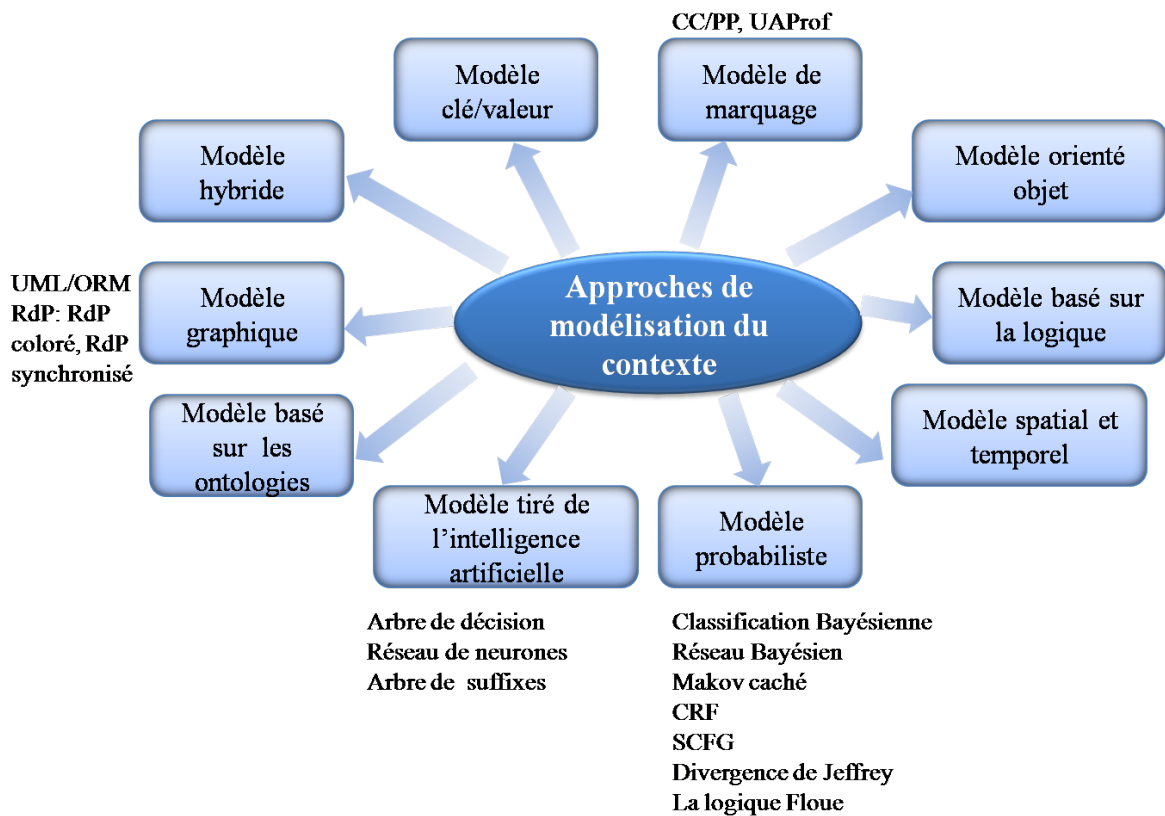 CC/PP, UAProf
Modèle
clé/valeur
Modèle de
marquage
Modèle
hybride
Modèle orienté
objet
UML/ORM
RdP: RdP
coloré, RdP
synchronisé
Modèle
graphique
Approches de
modélisation du
contexte
Modèle basé sur
la logique
Modèle basé
sur les
ontologies
Modèle spatial et
temporel
Modèle tiré de
l’intelligence
artificielle
Modèle
probabiliste
Arbre de décision
Réseau de neurones
Arbre de suffixes
Classification Bayésienne
Réseau Bayésien
Makov caché
CRF
SCFG
Divergence de Jeffrey
La logique Floue